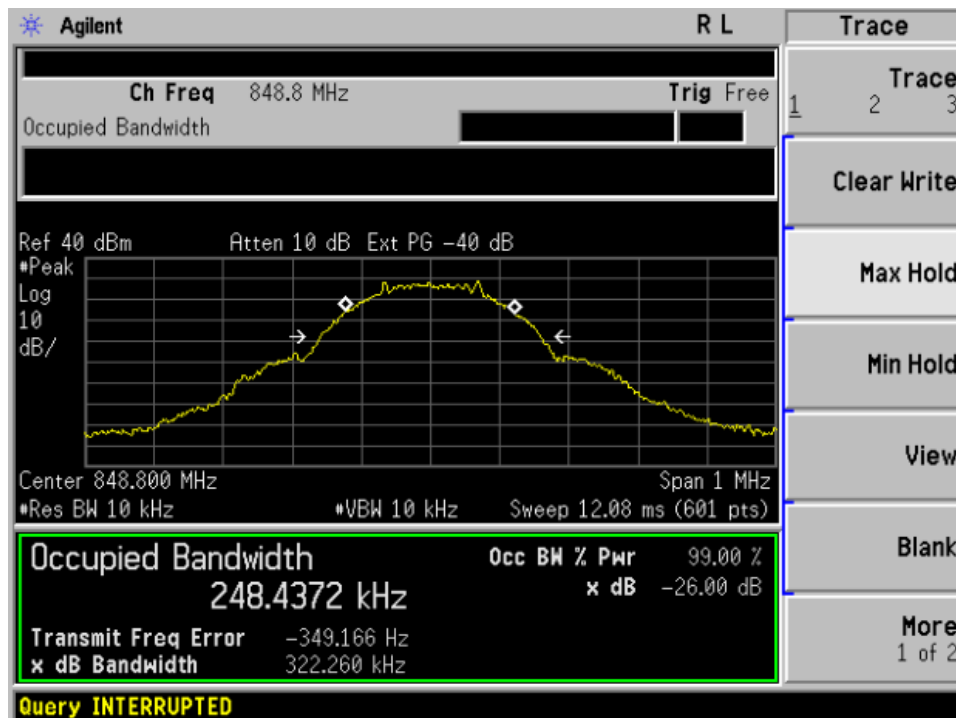 Agilent R L Trace
Ch Freq 848.8 MHz Trig Free
Occupied Bandwidth
Trace
1 2 3
Clear Write
Max Hold
Min Hold
View
Blank
More
1 of 2
Ref 40 dBm Atten 10 dB Ext PG -40 dB
#Peak
Log
10
dB/
Center 848.800 MHz Span 1 MHz
#Res BW 10 kHz #VBW 10 kHz Sweep 12.08 ms (601 pts)
Occupied Bandwidth Occ BW % Pwr 99.00 %
248.4372 kHz x dB -26.00 dB
Transmit Freq Error -349.166 Hz
x dB Bandwidth 322.260 kHz
Query INTERRUPTED